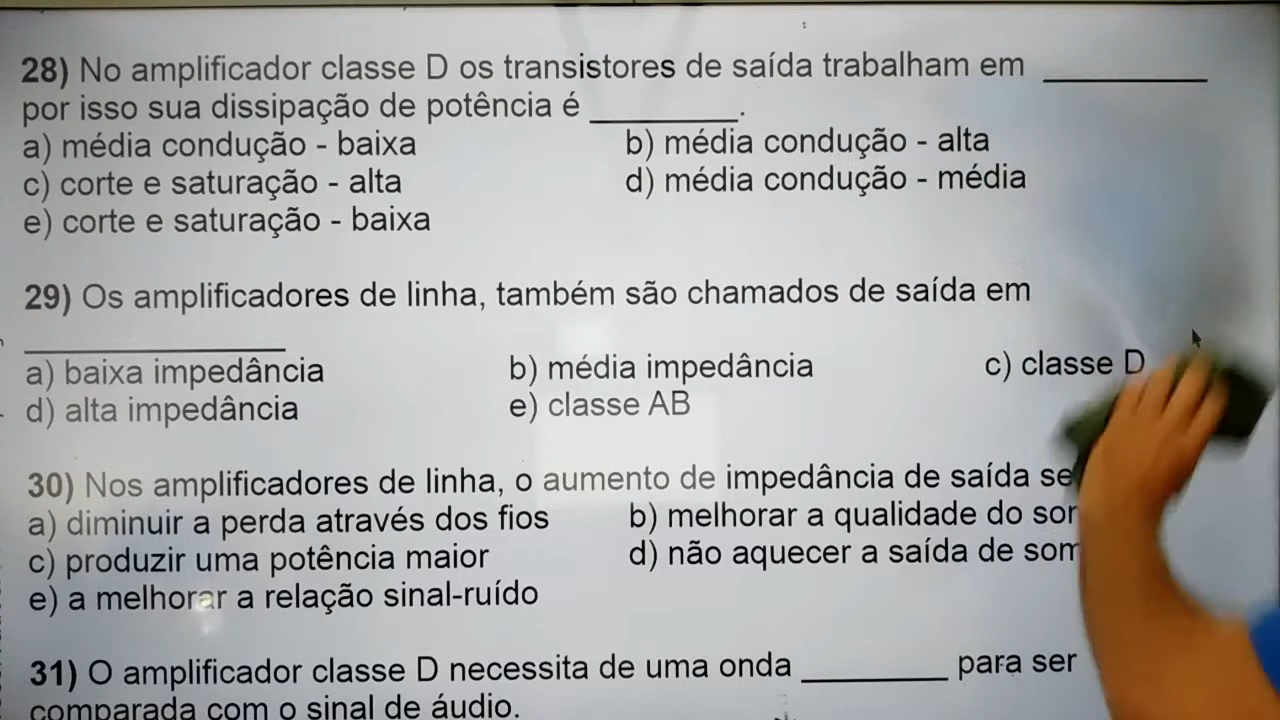 28) No amplificador classe D os transistores de saída trabalham em __________
por isso sua dissipação de potência é _________.
a) média condução - baixa b) média condução - alta
c) corte e saturação - alta d) média condução - média
e) corte e saturação - baixa
29) Os amplificadores de linha, também são chamados de saída em
________________
a) baixa impedância b) média impedância c) classe D
d) alta impedância e) classe AB
30) Nos amplificadores de linha, o aumento de impedância de saída
a) diminuir a perda através dos fios b) melhorar a qualidade do
c) produzir uma potência maior d) não aquecer a saída de
e) a melhorar a relação sinal-ruído
31) O amplificador classe D necessita de uma onda _________ para ser
comparada com o sinal de áudio.